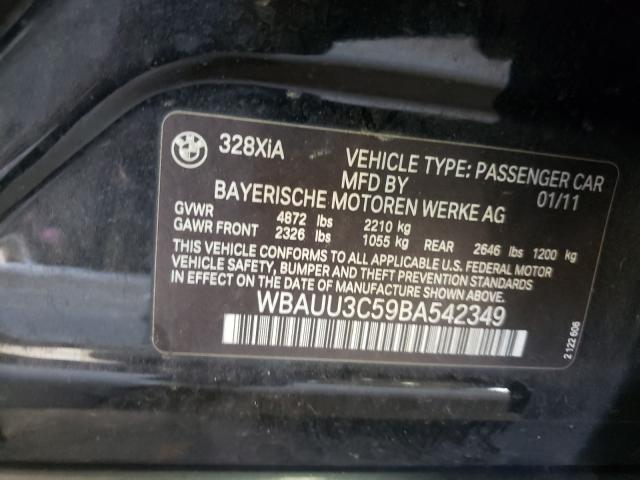 328XiA VEHICLE TYPE: PASSENGER CAR
MFD BY 01/11
BAYERISCHE MOTOREN WERKE AG
GVWR 4872 lbs 2210 kg
GAWR FRONT 2326 lbs 1055 kg REAR 2646 lbs 1200 kg
THIS VEHICLE CONFORMS TO ALL APPLICABLE U.S. FEDERAL MOTOR
VEHICLE SAFETY, BUMPER AND THEFT PREVENTION STANDARDS
IN EFFECT ON THE DATE OF MANUFACTURE SHOWN ABOVE.
WBAUU3C59BA542349
2 122 606